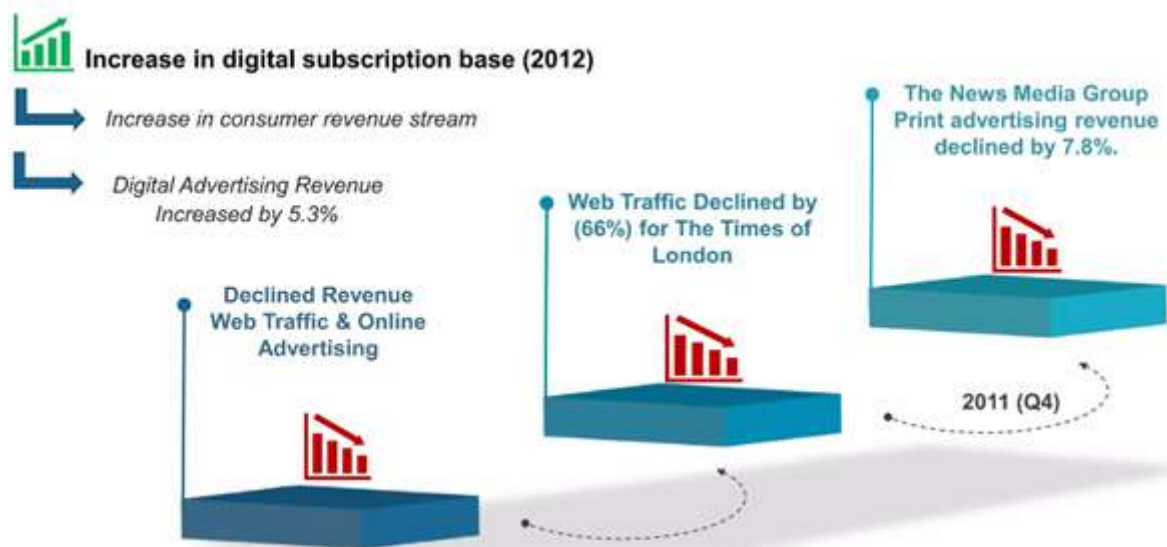 Increase in digital subscription base (2012)
Increase in consumer revenue stream
Digital Advertising Revenue
Increased by 5.3%
Declined Revenue
Web Traffic & Online
Advertising
Web Traffic Declined by
(66%) for The Times of
London
The News Media Group
Print advertising revenue
declined by 7.8%.
2011 (Q4)